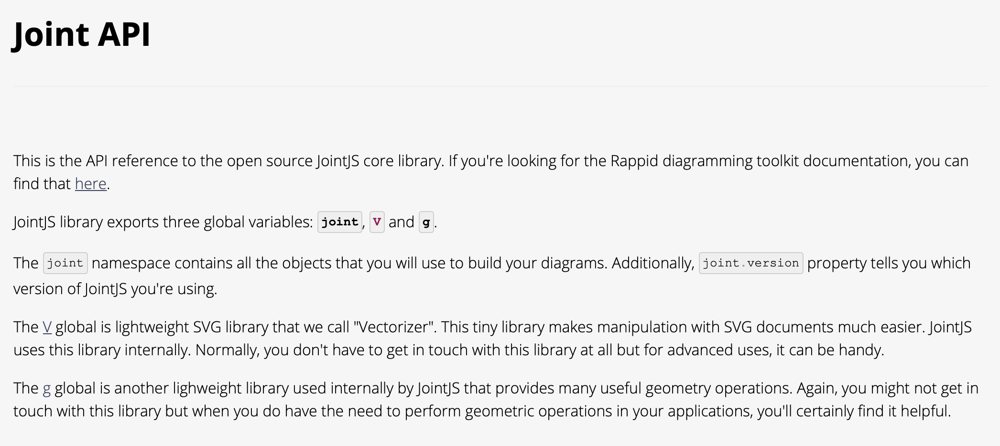 Joint API
This is the API reference to the open source JointJS core library. If you're looking for the Rappid diagramming toolkit documentation, you can
find that here.
JointJS library exports three global variables: joint, V and g.
The joint namespace contains all the objects that you will use to build your diagrams. Additionally, joint.version property tells you which
version of JointJS you're using.
The V global is lightweight SVG library that we call "Vectorizer". This tiny library makes manipulation with SVG documents much easier. JointJS
uses this library internally. Normally, you don't have to get in touch with this library at all but for advanced uses, it can be handy.
The g global is another lighweight library used internally by JointJS that provides many useful geometry operations. Again, you might not get in
touch with this library but when you do have the need to perform geometric operations in your applications, you'll certainly find it helpful.